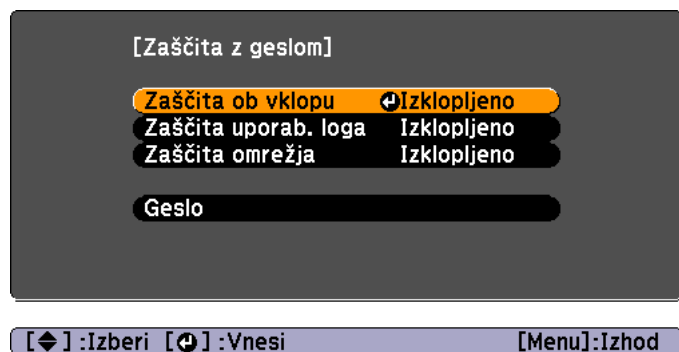 [Zaščita z geslom]
Zaščita ob vklopu Izklopljeno
Zaščita uporab. loga Izklopljeno
Zaščita omrežja Izklopljeno
Geslo
[ ] :Izberi [ ] :Vnesi [Menu]:Izhod